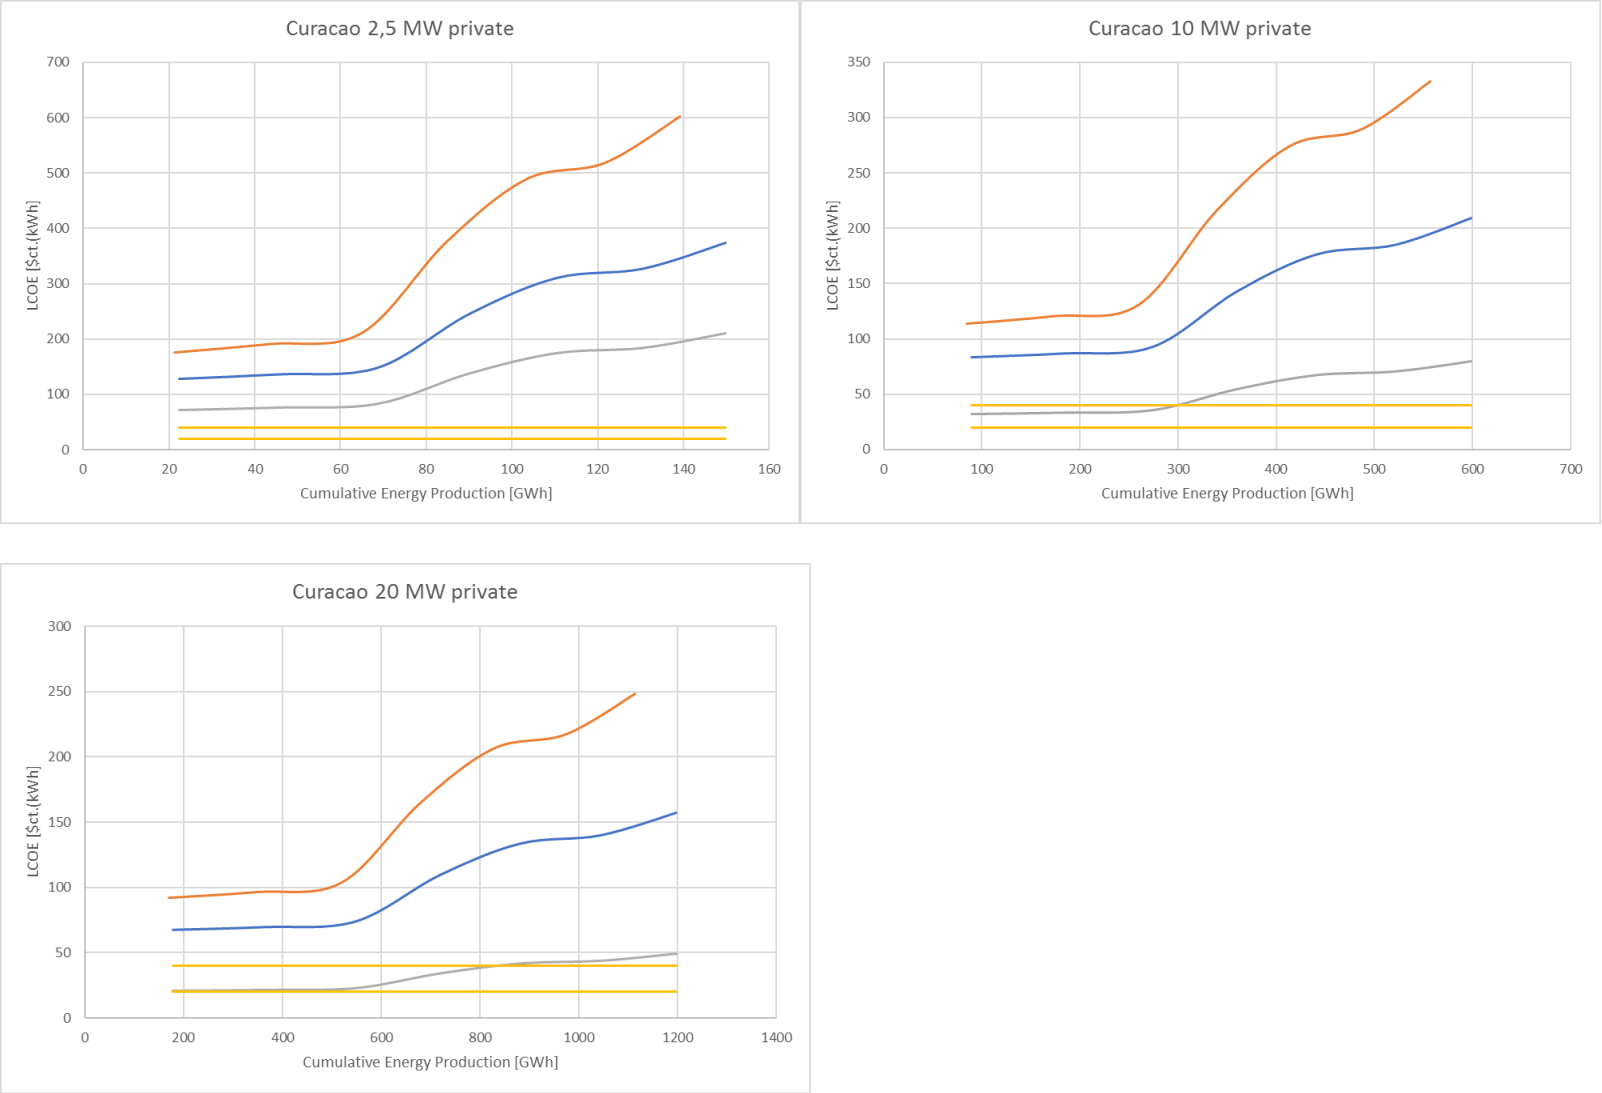 Curacao 2,5 MW private
700
600
500
400
300
200
100
0
LCOE [$ct.(kWh]
0 20 40 60 80 100 120 140 160
Cumulative Energy Production [GWh]
Curacao 10 MW private
350
300
250
200
150
100
50
0
LCOE [$ct.(kWh]
0 100 200 300 400 500 600 700
Cumulative Energy Production [GWh]
Curacao 20 MW private
300
250
200
150
100
50
0
LCOE [$ct.(kWh]
0 200 400 600 800 1000 1200 1400
Cumulative Energy Production [GWh]